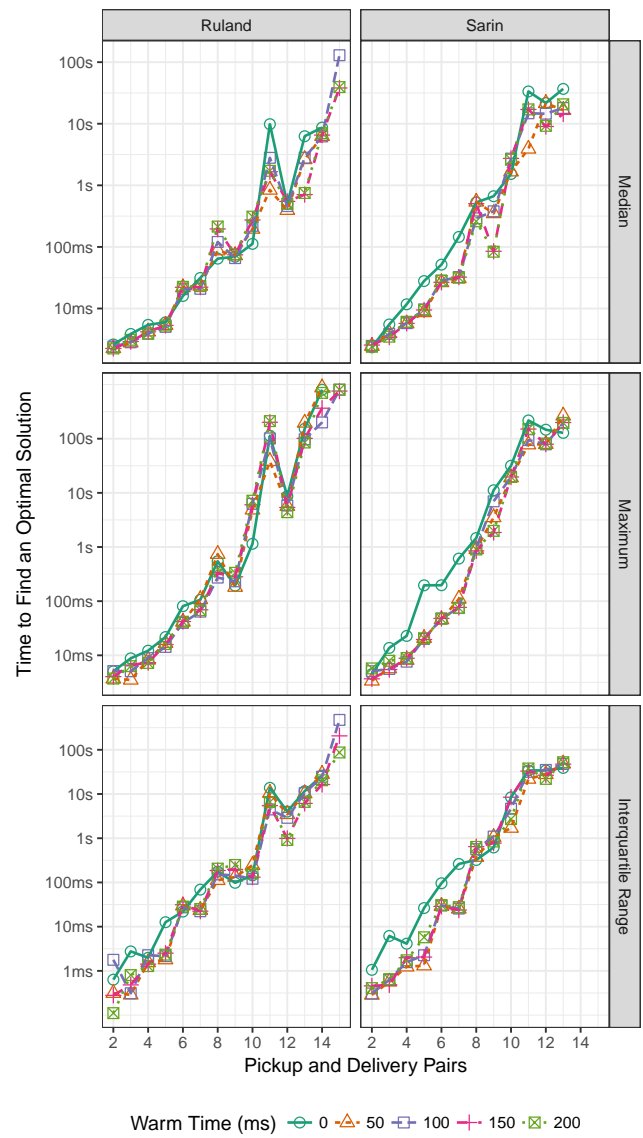 Ruland
Sarin
100s
10s
1s
100ms
10ms
Median
100s
10s
1s
100ms
10ms
Maximum
100s
10s
1s
100ms
10ms
1ms
Interquartile Range
Time to Find an Optimal Solution
2 4 6 8 10 12 14
2 4 6 8 10 12 14
Pickup and Delivery Pairs
Warm Time (ms) 0 50 100 150 200